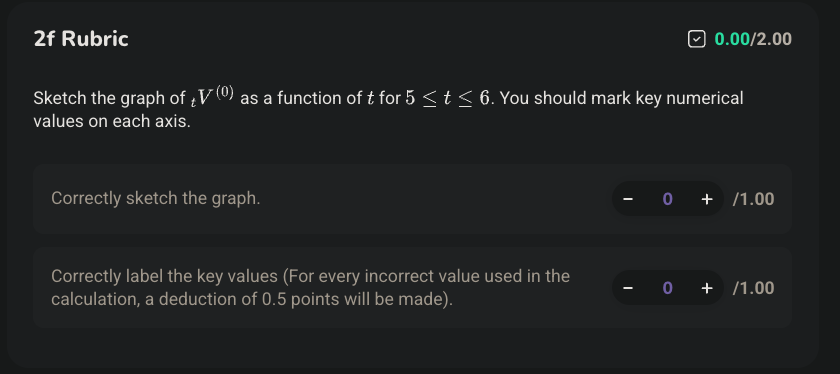 2f Rubric
0.00/2.00
Sketch the graph of ₜV⁽⁰⁾ as a function of t for 5 ≤ t ≤ 6. You should mark key numerical
values on each axis.
Correctly sketch the graph.
− 0 + /1.00
Correctly label the key values (For every incorrect value used in the
calculation, a deduction of 0.5 points will be made).
− 0 + /1.00